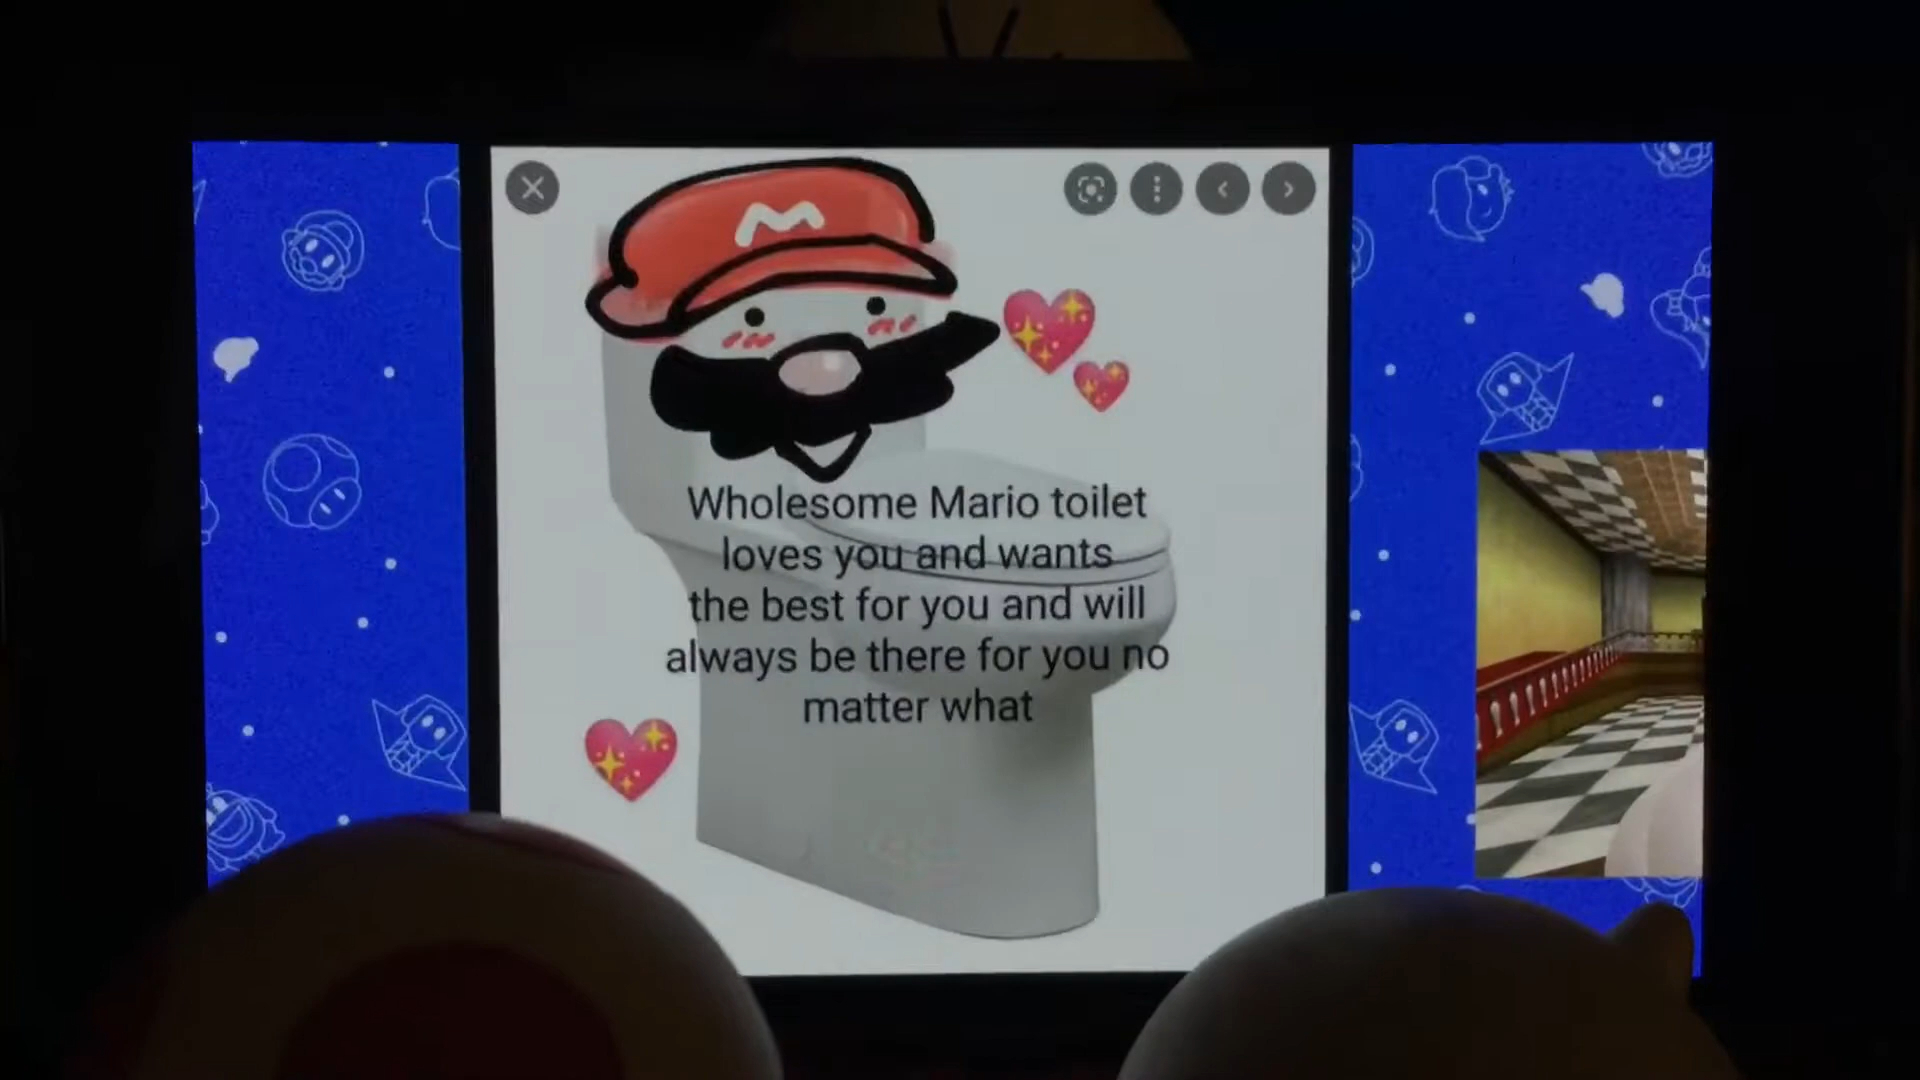 M
Wholesome Mario toilet
loves you and wants
the best for you and will
always be there for you no
matter what